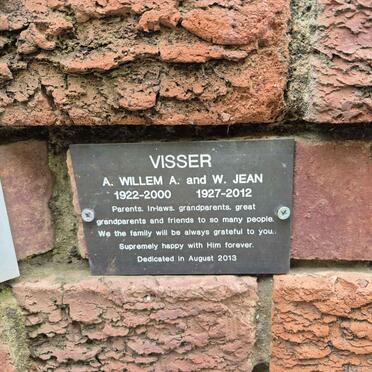 VISSER
A. WILLEM A. and W. JEAN
1922-2000 1927-2012
Parents, in-laws, grandparents, great
grandparents and friends to so many people.
We the family will be always grateful to you..
Supremely happy with Him forever.
Dedicated in August 2013